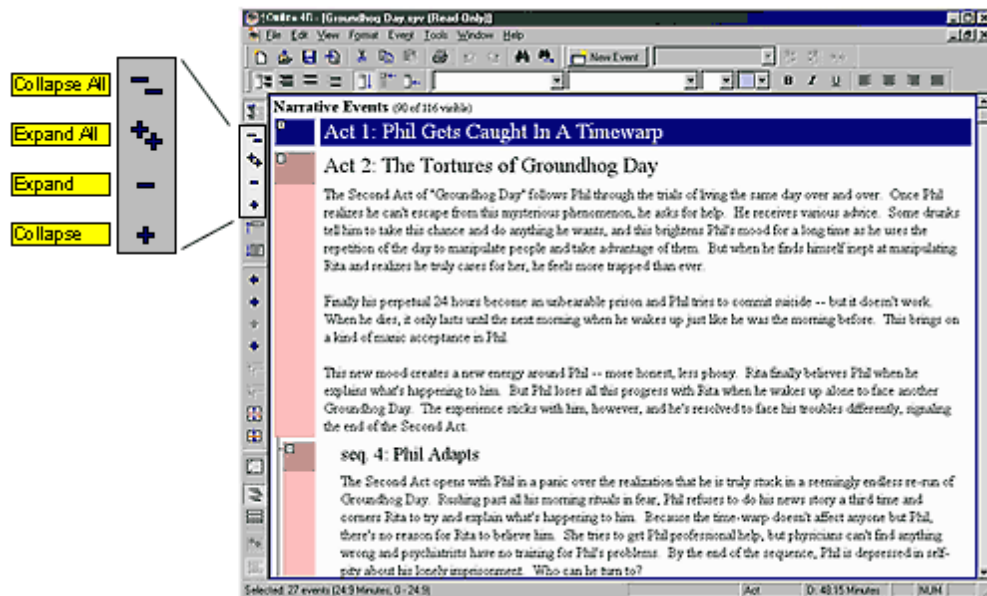 Collapse All
Expand All
Expand
Collapse
Outline 4D - [Groundhog Day.xpv (Read-Only)]
File Edit View Format Event Tools Window Help
New Event
B I U
Narrative Events (90 of 116 visible)
Act 1: Phil Gets Caught In A Timewarp
Act 2: The Tortures of Groundhog Day
The Second Act of "Groundhog Day" follows Phil through the trials of living the same day over and over. Once Phil
realizes he can't escape from this mysterious phenomenon, he asks for help. He receives various advice. Some drunks
tell him to take this chance and do anything he wants, and this brightens Phil's mood for a long time as he uses the
repetition of the day to manipulate people and take advantage of them. But when he finds himself inept at manipulating
Rita and realizes he truly cares for her, he feels more trapped than ever.
Finally his perpetual 24 hours become an unbearable prison and Phil tries to commit suicide -- but it doesn't work.
When he dies, it only lasts until the next morning when he wakes up just like he was the morning before. This brings on
a kind of manic acceptance in Phil
This new mood creates a new energy around Phil -- more honest, less phony. Rita finally believes Phil when he
explains what's happening to him. But Phil loses all this progress with Rita when he wakes up alone to face another
Groundhog Day. The experience sticks with him, however, and he's resolved to face his troubles differently, signaling
the end of the Second Act.
seq. 4: Phil Adapts
The Second Act opens with Phil in a panic over the realization that he is truly stuck in a seemingly endless re-run of
Groundhog Day. Rushing past all his morning rituals in fear, Phil refuses to do his news story a third time and
corners Rita to try and explain what's happening to him. Because the time-warp doesn't affect anyone but Phil,
there's no reason for Rita to believe him. She tries to get Phil professional help, but physicians can't find anything
wrong and psychiatrists have no training for Phil's problems. By the end of the sequence, Phil is depressed in self-
pity about his lonely imprisonment. Who can he turn to?
Selected: 27 events (24.9 Minutes, 0 - 24.9)
Act
D: 48.15 Minutes
NUM